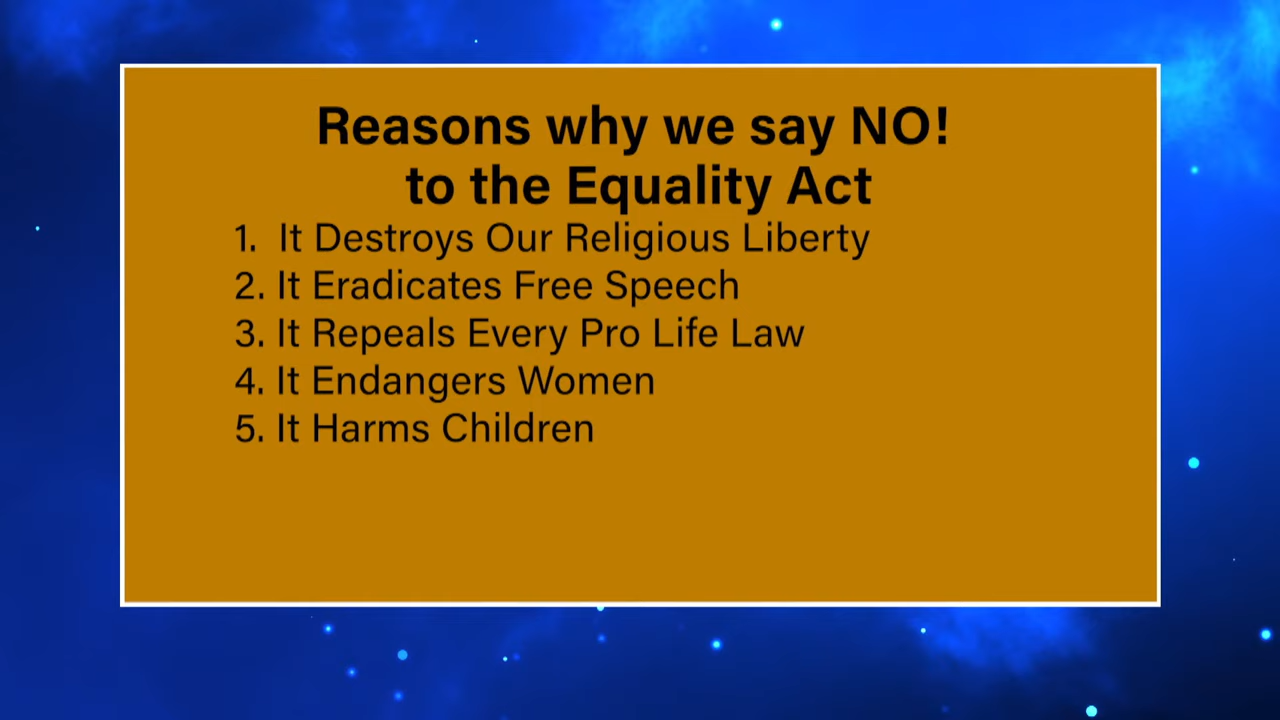 Reasons why we say NO!
to the Equality Act
1. It Destroys Our Religious Liberty
2. It Eradicates Free Speech
3. It Repeals Every Pro Life Law
4. It Endangers Women
5. It Harms Children